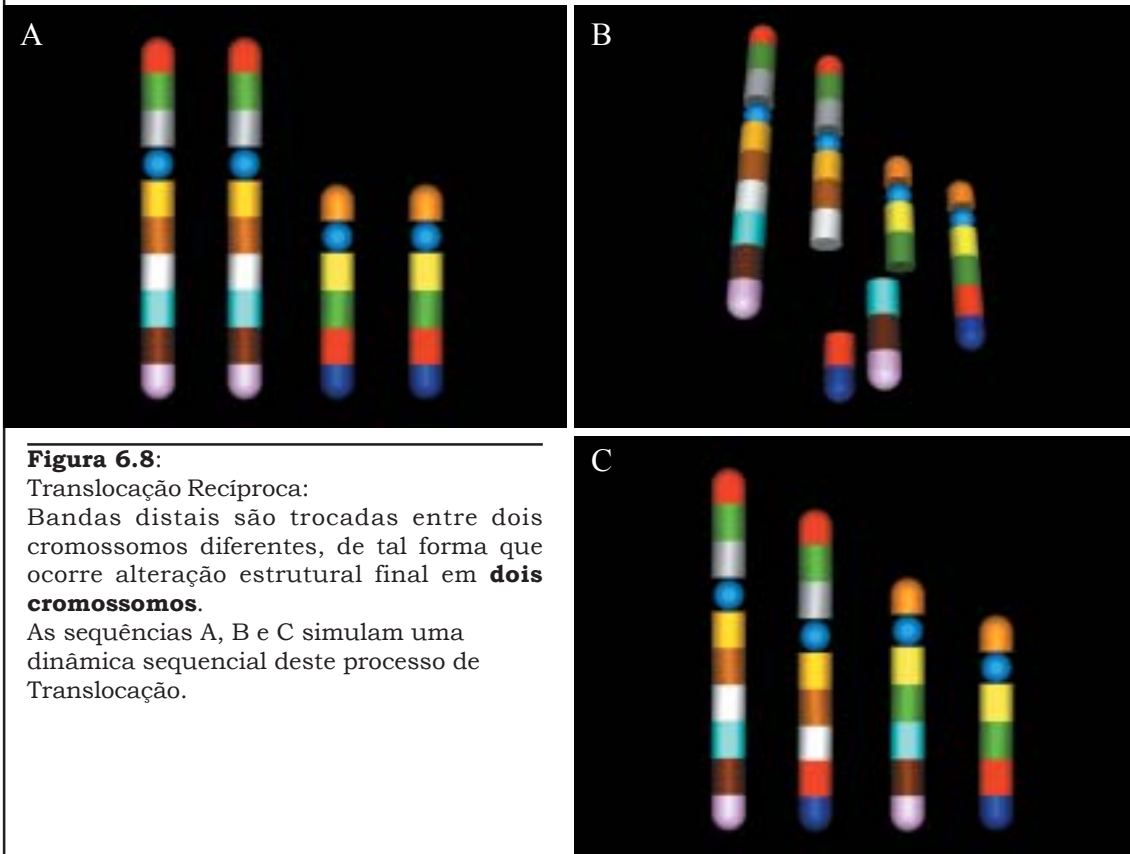 A
B
Figura 6.8:
Translocação Recíproca:
Bandas distais são trocadas entre dois
cromossomos diferentes, de tal forma que
ocorre alteração estrutural final em dois
cromossomos.
As sequências A, B e C simulam uma
dinâmica sequencial deste processo de
Translocação.
C